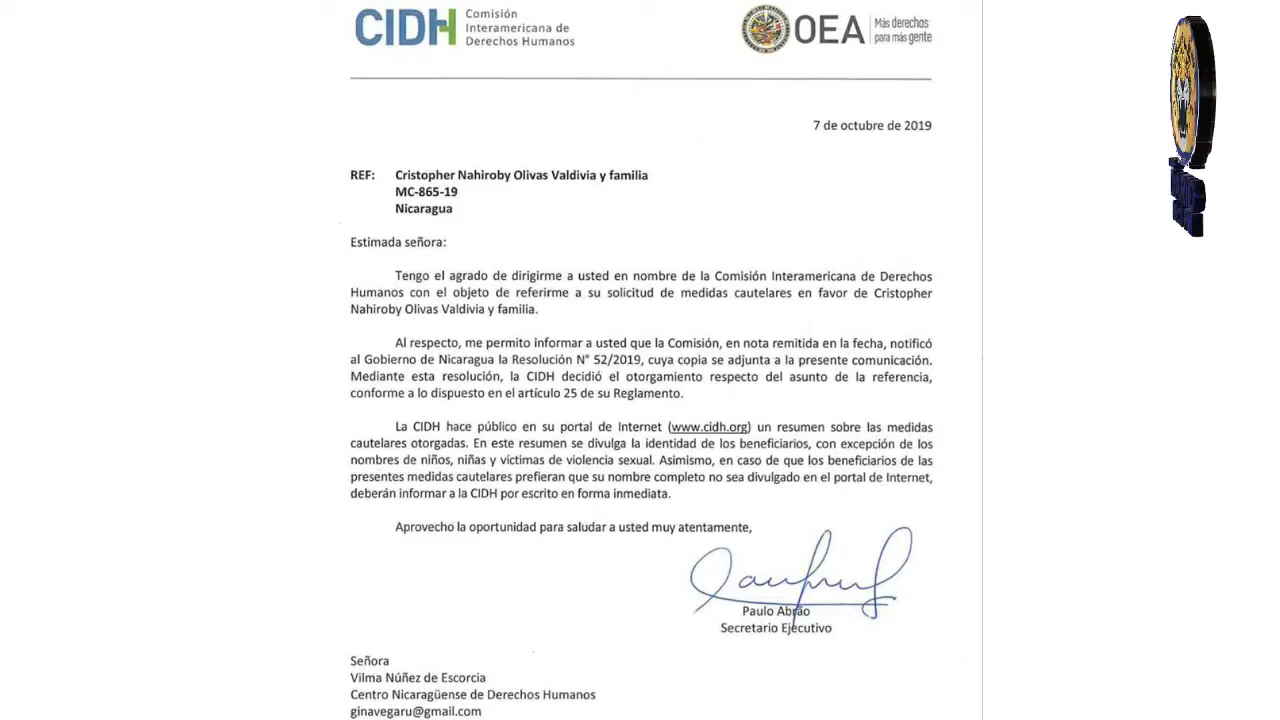 CIDH Comisión
Interamericana de
Derechos Humanos
OEA Más derechos
para más gente
7 de octubre de 2019
REF: Cristopher Nahiroby Olivas Valdivia y familia
MC-865-19
Nicaragua
Estimada señora:
Tengo el agrado de dirigirme a usted en nombre de la Comisión Interamericana de Derechos
Humanos con el objeto de referirme a su solicitud de medidas cautelares en favor de Cristopher
Nahiroby Olivas Valdivia y familia.
Al respecto, me permito informar a usted que la Comisión, en nota remitida en la fecha, notificó
al Gobierno de Nicaragua la Resolución N° 52/2019, cuya copia se adjunta a la presente comunicación.
Mediante esta resolución, la CIDH decidió el otorgamiento respecto del asunto de la referencia,
conforme a lo dispuesto en el artículo 25 de su Reglamento.
La CIDH hace público en su portal de Internet (www.cidh.org) un resumen sobre las medidas
cautelares otorgadas. En este resumen se divulga la identidad de los beneficiarios, con excepción de los
nombres de niños, niñas y víctimas de violencia sexual. Asimismo, en caso de que los beneficiarios de las
presentes medidas cautelares prefieran que su nombre completo no sea divulgado en el portal de Internet,
deberán informar a la CIDH por escrito en forma inmediata.
Aprovecho la oportunidad para saludar a usted muy atentamente,
Paulo Abrão
Secretario Ejecutivo
Señora
Vilma Núñez de Escorcia
Centro Nicaragüense de Derechos Humanos
ginavegaru@gmail.com